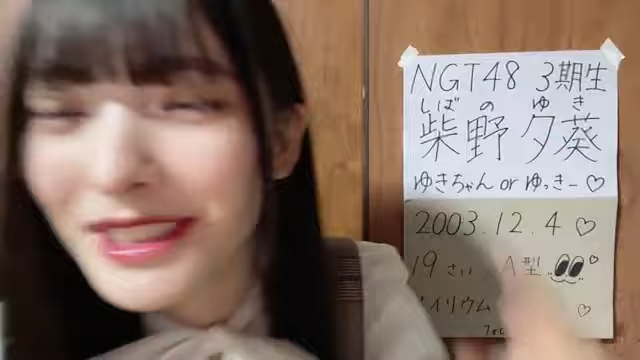 NGT48 3期生
しば の ゆ き
柴野 夕葵
ゆきちゃん or ゆっきー♡
2003.12.4♡
19さい A型
イリウム